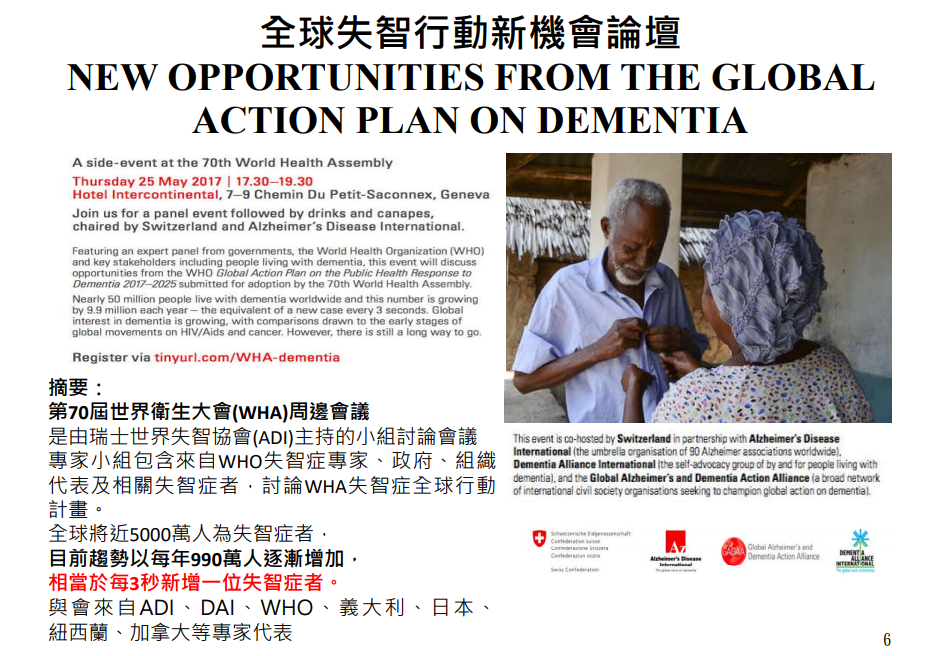 全球失智行動新機會論壇
NEW OPPORTUNITIES FROM THE GLOBAL
ACTION PLAN ON DEMENTIA
A side-event at the 70th World Health Assembly
Thursday 25 May 2017 | 17.30–19.30
Hotel Intercontinental, 7–9 Chemin Du Petit-Saconnex, Geneva
Join us for a panel event followed by drinks and canapes,
chaired by Switzerland and Alzheimer's Disease International.
Featuring an expert panel from governments, the World Health Organization (WHO)
and key stakeholders including people living with dementia, this event will discuss
opportunities from the WHO Global Action Plan on the Public Health Response to
Dementia 2017–2025 submitted for adoption by the 70th World Health Assembly.
Nearly 50 million people live with dementia worldwide and this number is growing
by 9.9 million each year – the equivalent of a new case every 3 seconds. Global
interest in dementia is growing, with comparisons drawn to the early stages of
global movements on HIV/Aids and cancer. However, there is still a long way to go.
Register via tinyurl.com/WHA-dementia
摘要：
第70屆世界衛生大會(WHA)周邊會議
是由瑞士世界失智協會(ADI)主持的小組討論會議
專家小組包含來自WHO失智症專家、政府、組織
代表及相關失智症者，討論WHA失智症全球行動
計畫。
全球將近5000萬人為失智症者，
目前趨勢以每年990萬人逐漸增加，
相當於每3秒新增一位失智症者。
與會來自ADI、DAI、WHO、義大利、日本、
紐西蘭、加拿大等專家代表
This event is co-hosted by Switzerland in partnership with Alzheimer's Disease
International (the umbrella organisation of 90 Alzheimer associations worldwide),
Dementia Alliance International (the self-advocacy group of by and for people living with
dementia), and the Global Alzheimer's and Dementia Action Alliance (a broad network
of international civil society organisations seeking to champion global action on dementia).
Schweizerische Eidgenossenschaft
Confédération suisse
Confederazione Svizzera
Confederaziun svizra
Swiss Confederation
Az
Alzheimer's Disease
International
The global voice on dementia
GADAA
Global Alzheimer's and
Dementia Action Alliance
DEMENTIA
ALLIANCE
INTERNATIONAL
6